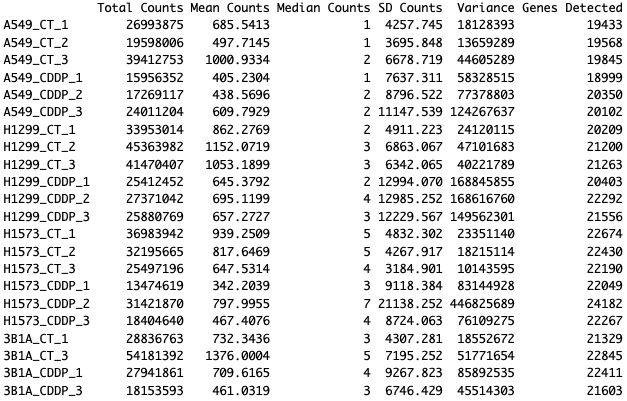 Total Counts Mean Counts Median Counts SD Counts Variance Genes Detected
A549_CT_1 26993875 685.5413 1 4257.745 18128393 19433
A549_CT_2 19598006 497.7145 1 3695.848 13659289 19568
A549_CT_3 39412753 1000.9334 2 6678.719 44605289 19845
A549_CDDP_1 15956352 405.2304 1 7637.311 58328515 18999
A549_CDDP_2 17269117 438.5696 2 8796.522 77378803 20350
A549_CDDP_3 24011204 609.7929 2 11147.539 124267637 20102
H1299_CT_1 33953014 862.2769 2 4911.223 24120115 20209
H1299_CT_2 45363982 1152.0719 3 6863.067 47101683 21200
H1299_CT_3 41470407 1053.1899 3 6342.065 40221789 21263
H1299_CDDP_1 25412452 645.3792 2 12994.070 168845855 20403
H1299_CDDP_2 27371042 695.1199 4 12985.252 168616760 22292
H1299_CDDP_3 25880769 657.2727 3 12229.567 149562301 21556
H1573_CT_1 36983942 939.2509 5 4832.302 23351140 22674
H1573_CT_2 32195665 817.6469 5 4267.917 18215114 22430
H1573_CT_3 25497196 647.5314 4 3184.901 10143595 22190
H1573_CDDP_1 13474619 342.2039 3 9118.384 83144928 22049
H1573_CDDP_2 31421870 797.9955 7 21138.252 446825689 24182
H1573_CDDP_3 18404640 467.4076 4 8724.063 76109275 22267
3B1A_CT_1 28836763 732.3436 3 4307.281 18552672 21329
3B1A_CT_3 54181392 1376.0004 5 7195.252 51771654 22845
3B1A_CDDP_1 27941861 709.6165 4 9267.823 85892535 22411
3B1A_CDDP_3 18153593 461.0319 3 6746.429 45514303 21603